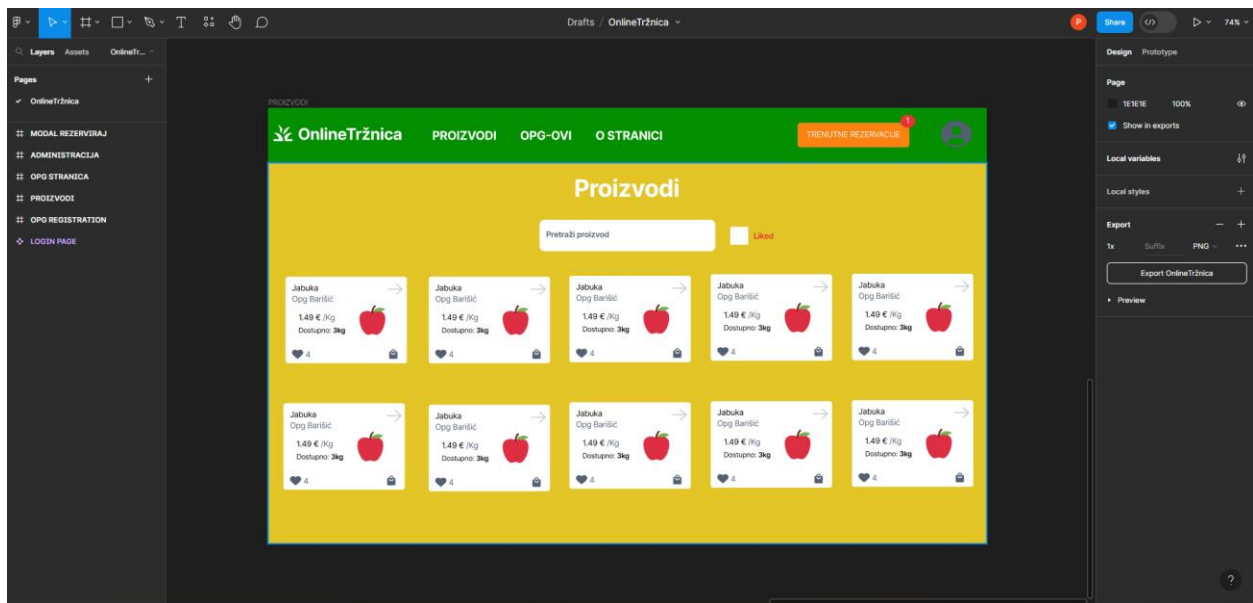 Drafts / OnlineTržnica
P
Share
74%
Layers Assets OnlineTr...
Pages
OnlineTržnica
MODAL REZERVIRAJ
ADMINISTRACIJA
OPG STRANICA
PROIZVODI
OPG REGISTRATION
LOGIN PAGE
PROIZVODI
OnlineTržnica PROIZVODI OPG-OVI O STRANICI TRENUTNE REZERVACIJE 1
Proizvodi
Pretraži proizvod Liked
Jabuka
Opg Barišić
1.49 € /Kg
Dostupno: 3kg
4
Jabuka
Opg Barišić
1.49 € /Kg
Dostupno: 3kg
4
Jabuka
Opg Barišić
1.49 € /Kg
Dostupno: 3kg
4
Jabuka
Opg Barišić
1.49 € /Kg
Dostupno: 3kg
4
Jabuka
Opg Barišić
1.49 € /Kg
Dostupno: 3kg
4
Jabuka
Opg Barišić
1.49 € /Kg
Dostupno: 3kg
4
Jabuka
Opg Barišić
1.49 € /Kg
Dostupno: 3kg
4
Jabuka
Opg Barišić
1.49 € /Kg
Dostupno: 3kg
4
Jabuka
Opg Barišić
1.49 € /Kg
Dostupno: 3kg
4
Jabuka
Opg Barišić
1.49 € /Kg
Dostupno: 3kg
4
Design Prototype
Page
1E1E1E 100%
Show in exports
Local variables
Local styles
Export
1x Suffix PNG
Export OnlineTržnica
Preview
?